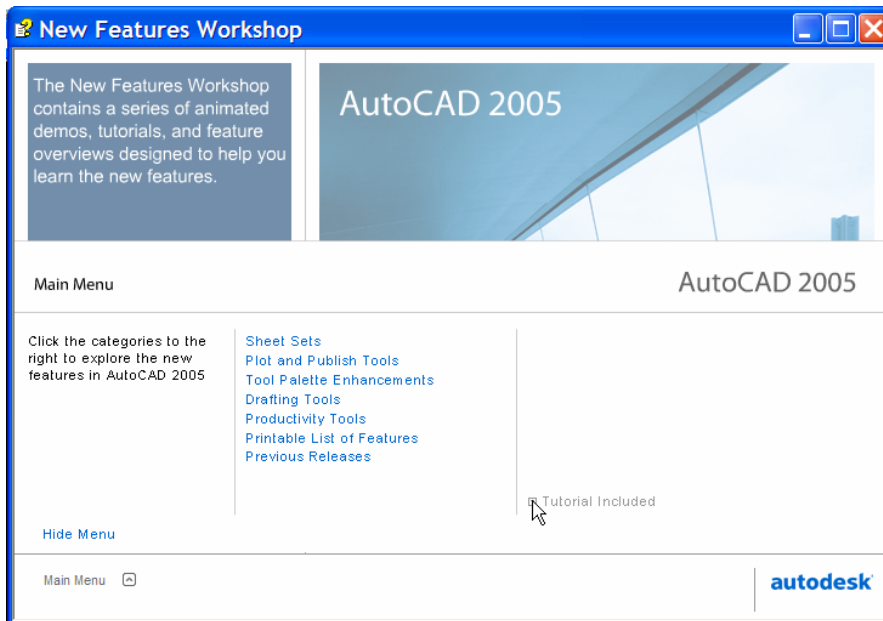 New Features Workshop
The New Features Workshop
contains a series of animated
demos, tutorials, and feature
overviews designed to help you
learn the new features.
AutoCAD 2005
Main Menu
AutoCAD 2005
Click the categories to the
right to explore the new
features in AutoCAD 2005
Sheet Sets
Plot and Publish Tools
Tool Palette Enhancements
Drafting Tools
Productivity Tools
Printable List of Features
Previous Releases
Tutorial Included
Hide Menu
Main Menu
autodesk